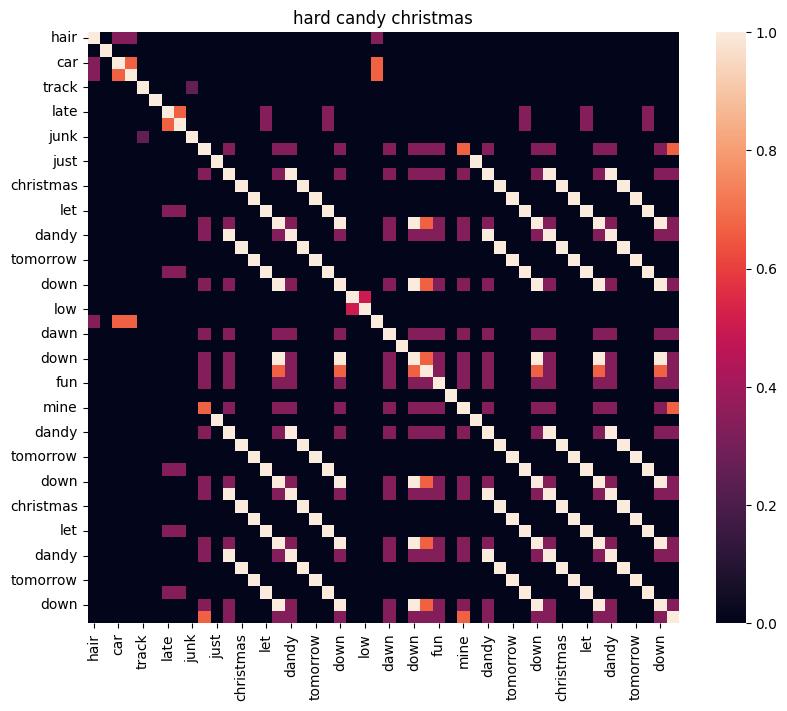 hard candy christmas
hair
car
track
late
junk
just
christmas
let
dandy
tomorrow
down
low
dawn
down
fun
mine
dandy
tomorrow
down
christmas
let
dandy
tomorrow
down
hair
car
track
late
junk
just
christmas
let
dandy
tomorrow
down
low
dawn
down
fun
mine
dandy
tomorrow
down
christmas
let
dandy
tomorrow
down
1.0
0.8
0.6
0.4
0.2
0.0